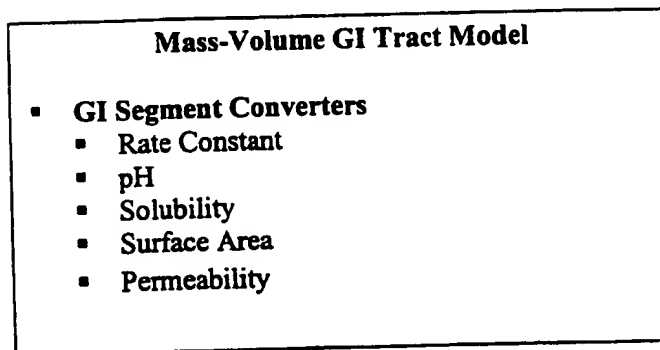 Mass-Volume GI Tract Model
▪ GI Segment Converters
▪ Rate Constant
▪ pH
▪ Solubility
▪ Surface Area
▪ Permeability